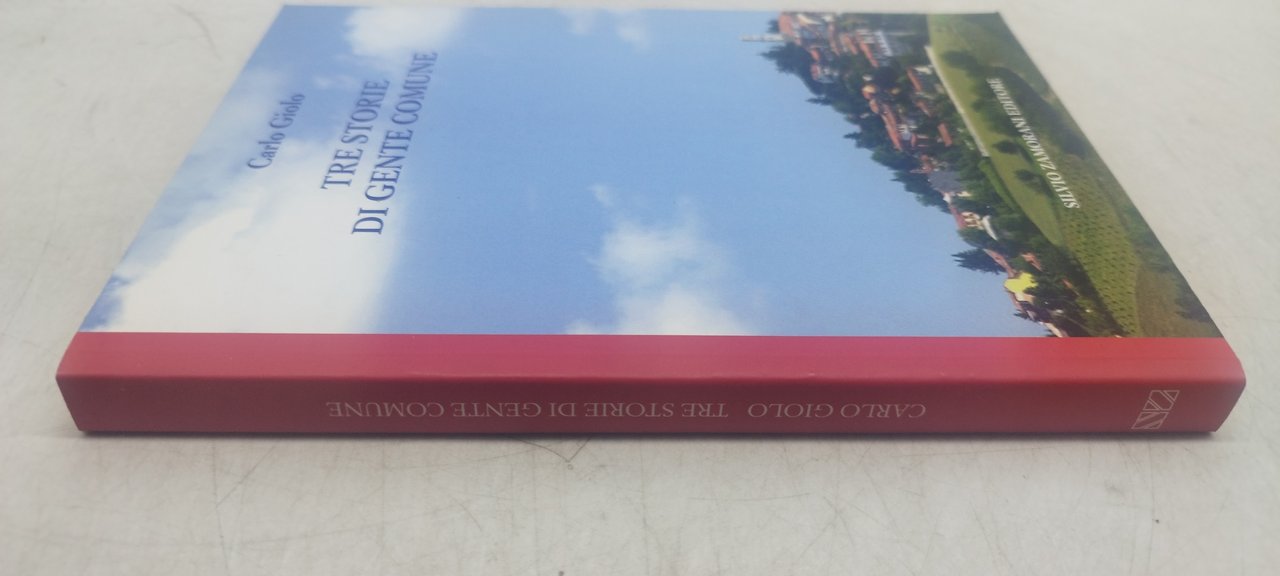 Carlo Giolo
TRE STORIE
DI GENTE COMUNE
SILVIO ZAMORANI EDITORE
CARLO GIOLO TRE STORIE DI GENTE COMUNE